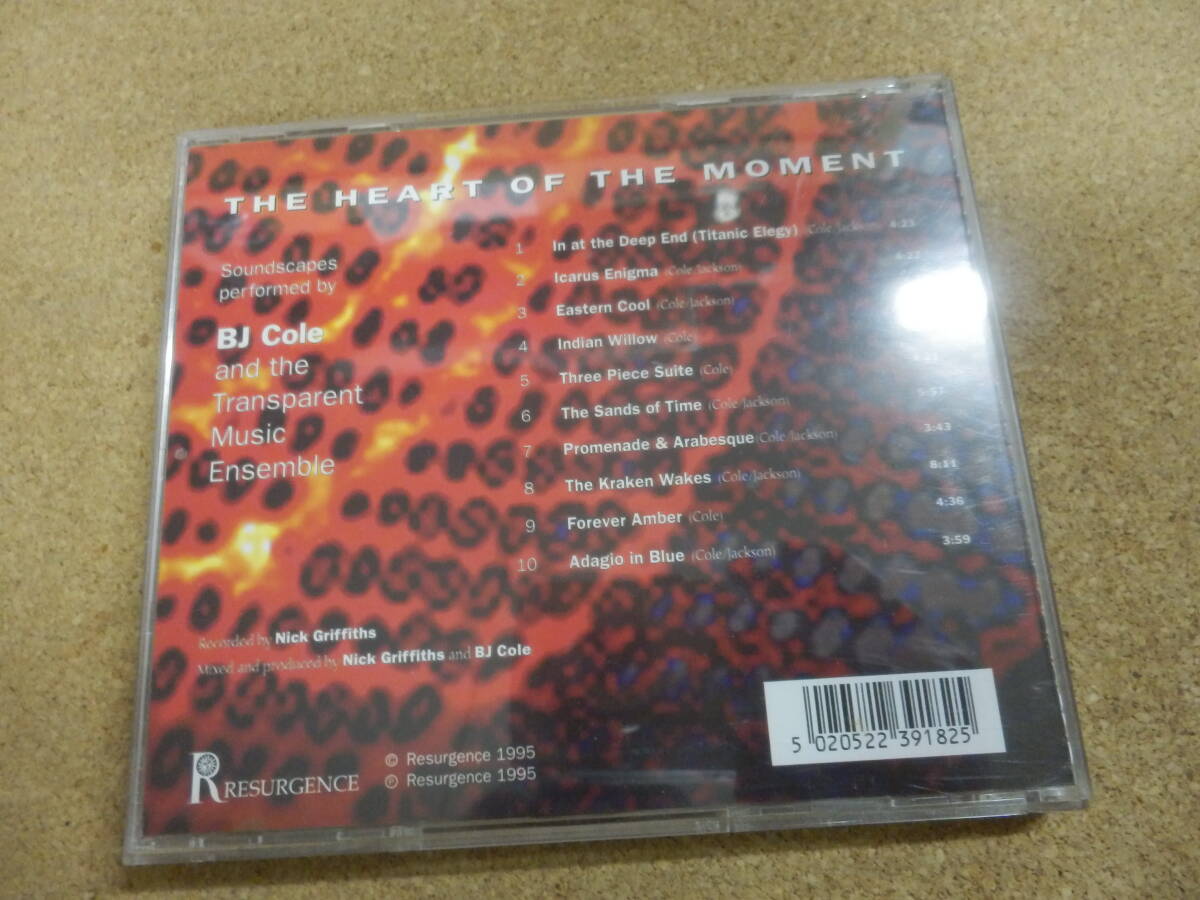 THE HEART OF THE MOMENT
Soundscapes
performed by
BJ Cole
and the
Transparent
Music
Ensemble
1 In at the Deep End (Titanic Elegy) (Cole/Jackson) 4:23
2 Icarus Enigma (Cole/Jackson)
3 Eastern Cool (Cole/Jackson)
4 Indian Willow (Cole)
5 Three Piece Suite (Cole)
6 The Sands of Time (Cole/Jackson) 5:57
7 Promenade & Arabesque (Cole/Jackson) 3:43
8 The Kraken Wakes (Cole/Jackson) 8:11
9 Forever Amber (Cole) 4:36
10 Adagio in Blue (Cole/Jackson) 3:59
Recorded by Nick Griffiths
Mixed and produced by Nick Griffiths and BJ Cole
RESURGENCE
© Resurgence 1995
℗ Resurgence 1995
5 020522 391825